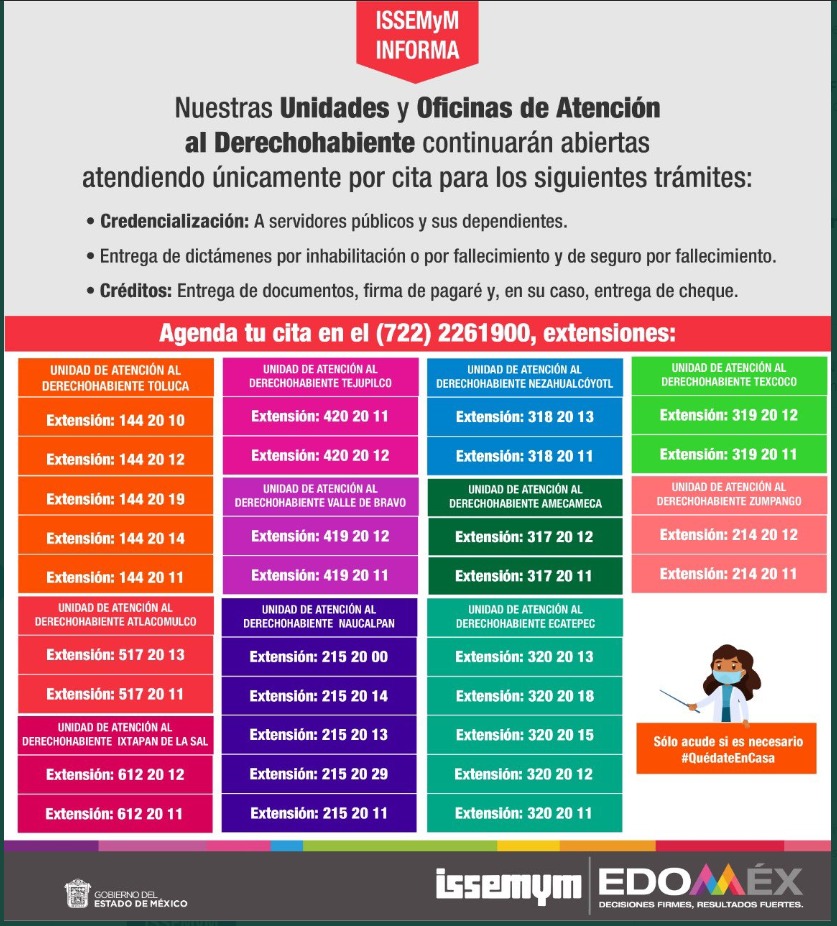 ISSEMyM
INFORMA
Nuestras Unidades y Oficinas de Atención
al Derechohabiente continuarán abiertas
atendiendo únicamente por cita para los siguientes trámites:
• Credencialización: A servidores públicos y sus dependientes.
• Entrega de dictámenes por inhabilitación o por fallecimiento y de seguro por fallecimiento.
• Créditos: Entrega de documentos, firma de pagaré y, en su caso, entrega de cheque.
Agenda tu cita en el (722) 2261900, extensiones:
UNIDAD DE ATENCIÓN AL
DERECHOHABIENTE TOLUCA
Extensión: 144 20 10
Extensión: 144 20 12
Extensión: 144 20 19
Extensión: 144 20 14
Extensión: 144 20 11
UNIDAD DE ATENCIÓN AL
DERECHOHABIENTE ATLACOMULCO
Extensión: 517 20 13
Extensión: 517 20 11
UNIDAD DE ATENCIÓN AL
DERECHOHABIENTE IXTAPAN DE LA SAL
Extensión: 612 20 12
Extensión: 612 20 11
UNIDAD DE ATENCIÓN AL
DERECHOHABIENTE TEJUPILCO
Extensión: 420 20 11
Extensión: 420 20 12
UNIDAD DE ATENCIÓN AL
DERECHOHABIENTE VALLE DE BRAVO
Extensión: 419 20 12
Extensión: 419 20 11
UNIDAD DE ATENCIÓN AL
DERECHOHABIENTE NAUCALPAN
Extensión: 215 20 00
Extensión: 215 20 14
Extensión: 215 20 13
Extensión: 215 20 29
Extensión: 215 20 11
UNIDAD DE ATENCIÓN AL
DERECHOHABIENTE NEZAHUALCÓYOTL
Extensión: 318 20 13
Extensión: 318 20 11
UNIDAD DE ATENCIÓN AL
DERECHOHABIENTE AMECAMECA
Extensión: 317 20 12
Extensión: 317 20 11
UNIDAD DE ATENCIÓN AL
DERECHOHABIENTE ECATEPEC
Extensión: 320 20 13
Extensión: 320 20 18
Extensión: 320 20 15
Extensión: 320 20 12
Extensión: 320 20 11
UNIDAD DE ATENCIÓN AL
DERECHOHABIENTE TEXCOCO
Extensión: 319 20 12
Extensión: 319 20 11
UNIDAD DE ATENCIÓN AL
DERECHOHABIENTE ZUMPANGO
Extensión: 214 20 12
Extensión: 214 20 11
Sólo acude si es necesario
#QuédateEnCasa
GOBIERNO DEL
ESTADO DE MÉXICO
issemym
EDOMÉX
DECISIONES FIRMES, RESULTADOS FUERTES.